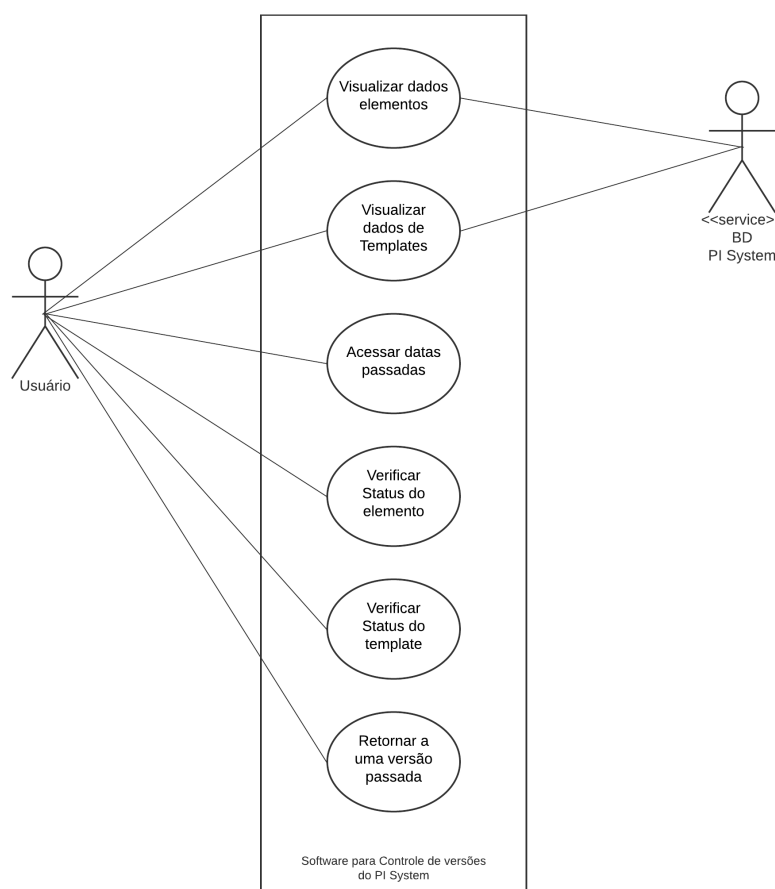 Visualizar dados
elementos
Visualizar
dados de
Templates
Acessar datas
passadas
Verificar
Status do
elemento
Verificar
Status do
template
Retornar a
uma versão
passada
Software para Controle de versões
do PI System
Usuário
<<service>
BD
PI System